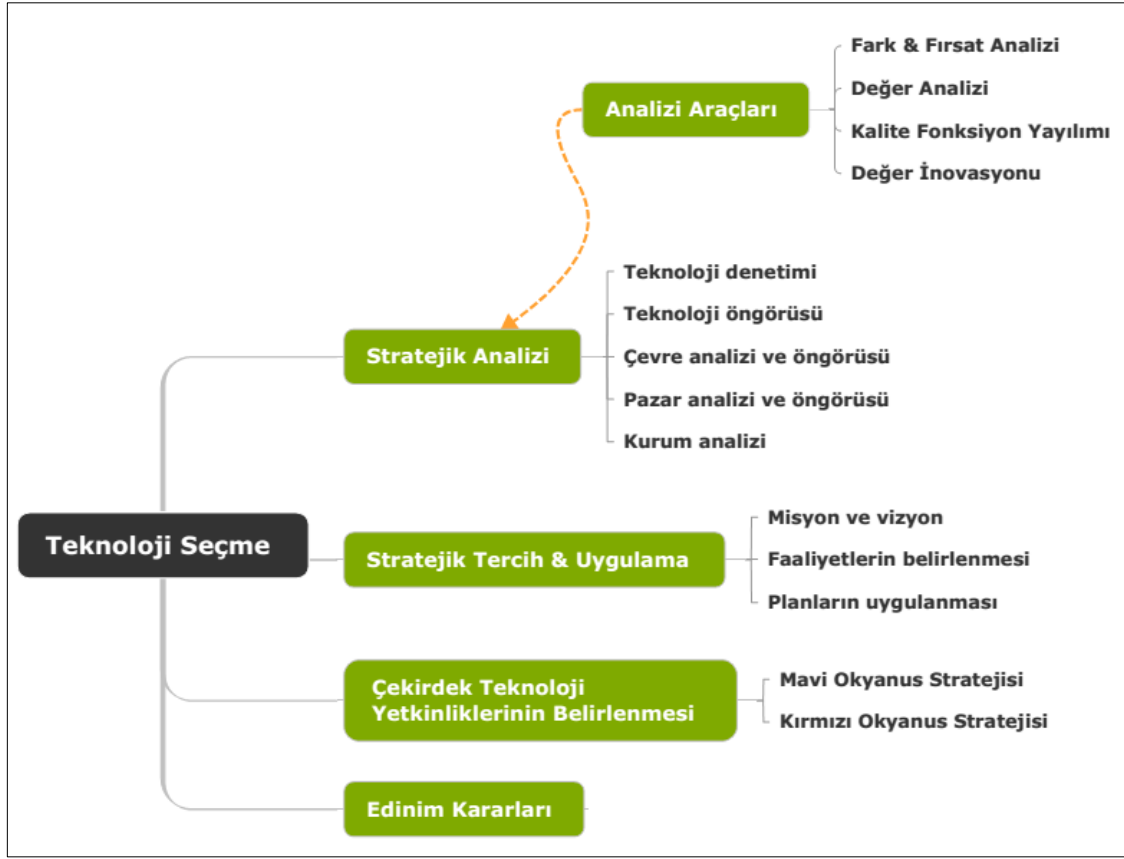 Fark & Fırsat Analizi
Değer Analizi
Analizi Araçları
Kalite Fonksiyon Yayılımı
Değer İnovasyonu
Teknoloji denetimi
Teknoloji öngörüsü
Stratejik Analizi
Çevre analizi ve öngörüsü
Pazar analizi ve öngörüsü
Kurum analizi
Teknoloji Seçme
Misyon ve vizyon
Stratejik Tercih & Uygulama
Faaliyetlerin belirlenmesi
Planların uygulanması
Çekirdek Teknoloji
Yetkinliklerinin Belirlenmesi
Mavi Okyanus Stratejisi
Kırmızı Okyanus Stratejisi
Edinim Kararları